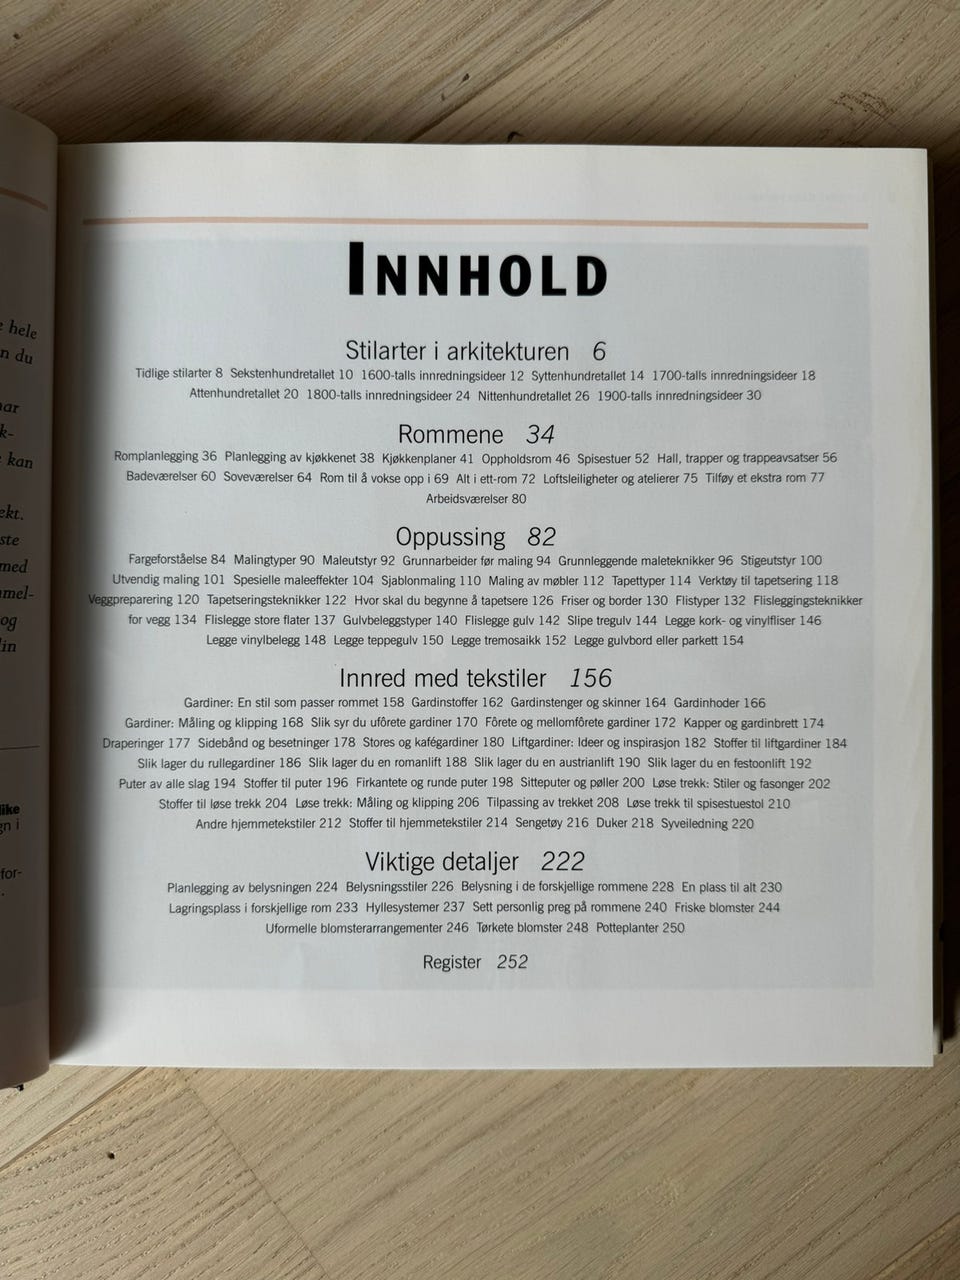 e hele
n du
har
k-
kan
ekt.
ste
med
mel-
og
lin
like
gn i
for-
.
INNHOLD
Stilarter i arkitekturen 6
Tidlige stilarter 8 Sekstenhundretallet 10 1600-talls innredningsideer 12 Syttenhundretallet 14 1700-talls innredningsideer 18
Attenhundretallet 20 1800-talls innredningsideer 24 Nittenhundretallet 26 1900-talls innredningsideer 30
Rommene 34
Romplanlegging 36 Planlegging av kjøkkenet 38 Kjøkkenplaner 41 Oppholdsrom 46 Spisestuer 52 Hall, trapper og trappeavsatser 56
Badeværelser 60 Soveværelser 64 Rom til å vokse opp i 69 Alt i ett-rom 72 Loftsleiligheter og atelierer 75 Tilføy et ekstra rom 77
Arbeidsværelser 80
Oppussing 82
Fargeforståelse 84 Malingtyper 90 Maleutstyr 92 Grunnarbeider før maling 94 Grunnleggende maleteknikker 96 Stigeutstyr 100
Utvendig maling 101 Spesielle maleeffekter 104 Sjablonmaling 110 Maling av møbler 112 Tapettyper 114 Verktøy til tapetsering 118
Veggpreparering 120 Tapetseringsteknikker 122 Hvor skal du begynne å tapetsere 126 Friser og border 130 Flistyper 132 Flisleggingsteknikker
for vegg 134 Flislegge store flater 137 Gulvbeleggstyper 140 Flislegge gulv 142 Slipe tregulv 144 Legge kork- og vinylfliser 146
Legge vinylbelegg 148 Legge teppegulv 150 Legge tremosaikk 152 Legge gulvbord eller parkett 154
Innred med tekstiler 156
Gardiner: En stil som passer rommet 158 Gardinstoffer 162 Gardinstenger og skinner 164 Gardinhoder 166
Gardiner: Måling og klipping 168 Slik syr du ufôrete gardiner 170 Fôrete og mellomfôrete gardiner 172 Kapper og gardinbrett 174
Draperinger 177 Sidebånd og besetninger 178 Stores og kafégardiner 180 Liftgardiner: Ideer og inspirasjon 182 Stoffer til liftgardiner 184
Slik lager du rullegardiner 186 Slik lager du en romanlift 188 Slik lager du en austrianlift 190 Slik lager du en festoonlift 192
Puter av alle slag 194 Stoffer til puter 196 Firkantete og runde puter 198 Sitteputer og pøller 200 Løse trekk: Stiler og fasonger 202
Stoffer til løse trekk 204 Løse trekk: Måling og klipping 206 Tilpassing av trekket 208 Løse trekk til spisestuestol 210
Andre hjemmetekstiler 212 Stoffer til hjemmetekstiler 214 Sengetøy 216 Duker 218 Syveiledning 220
Viktige detaljer 222
Planlegging av belysningen 224 Belysningsstiler 226 Belysning i de forskjellige rommene 228 En plass til alt 230
Lagringsplass i forskjellige rom 233 Hyllesystemer 237 Sett personlig preg på rommene 240 Friske blomster 244
Uformelle blomsterarrangementer 246 Tørkete blomster 248 Potteplanter 250
Register 252